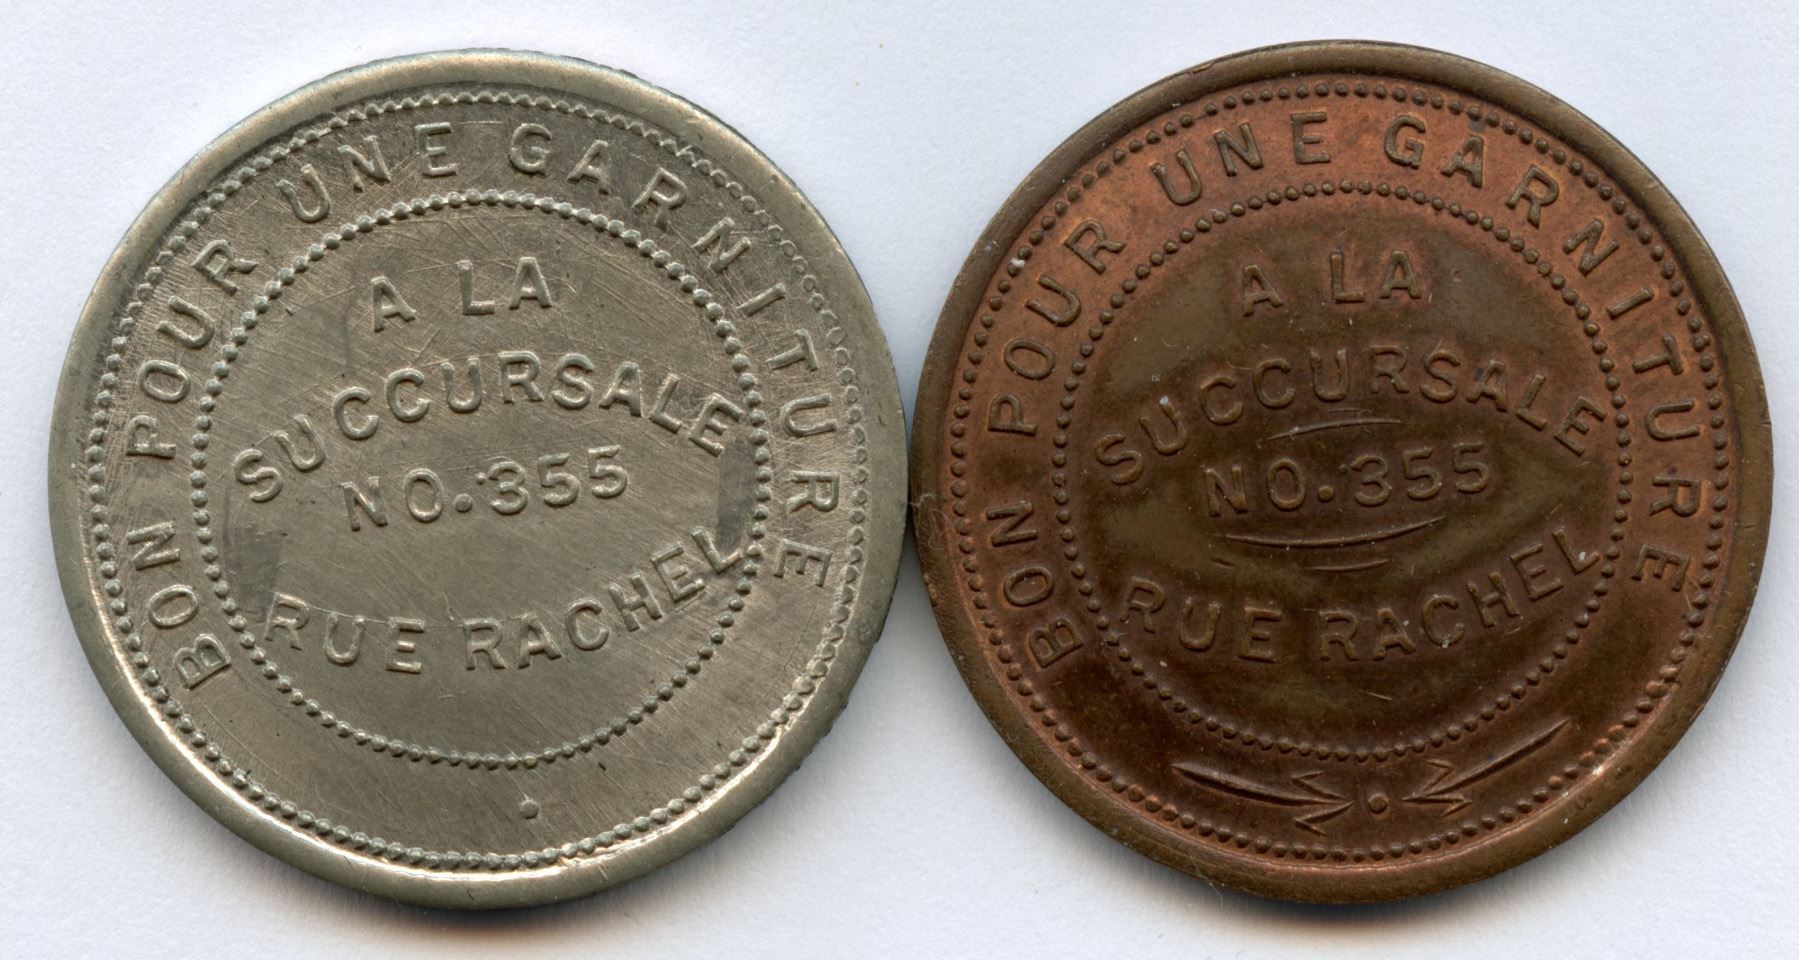 BON POUR UNE GARNITURE
A LA
SUCCURSALE
NO. 355
RUE RACHEL
BON POUR UNE GARNITURE
A LA
SUCCURSALE
NO. 355
RUE RACHEL